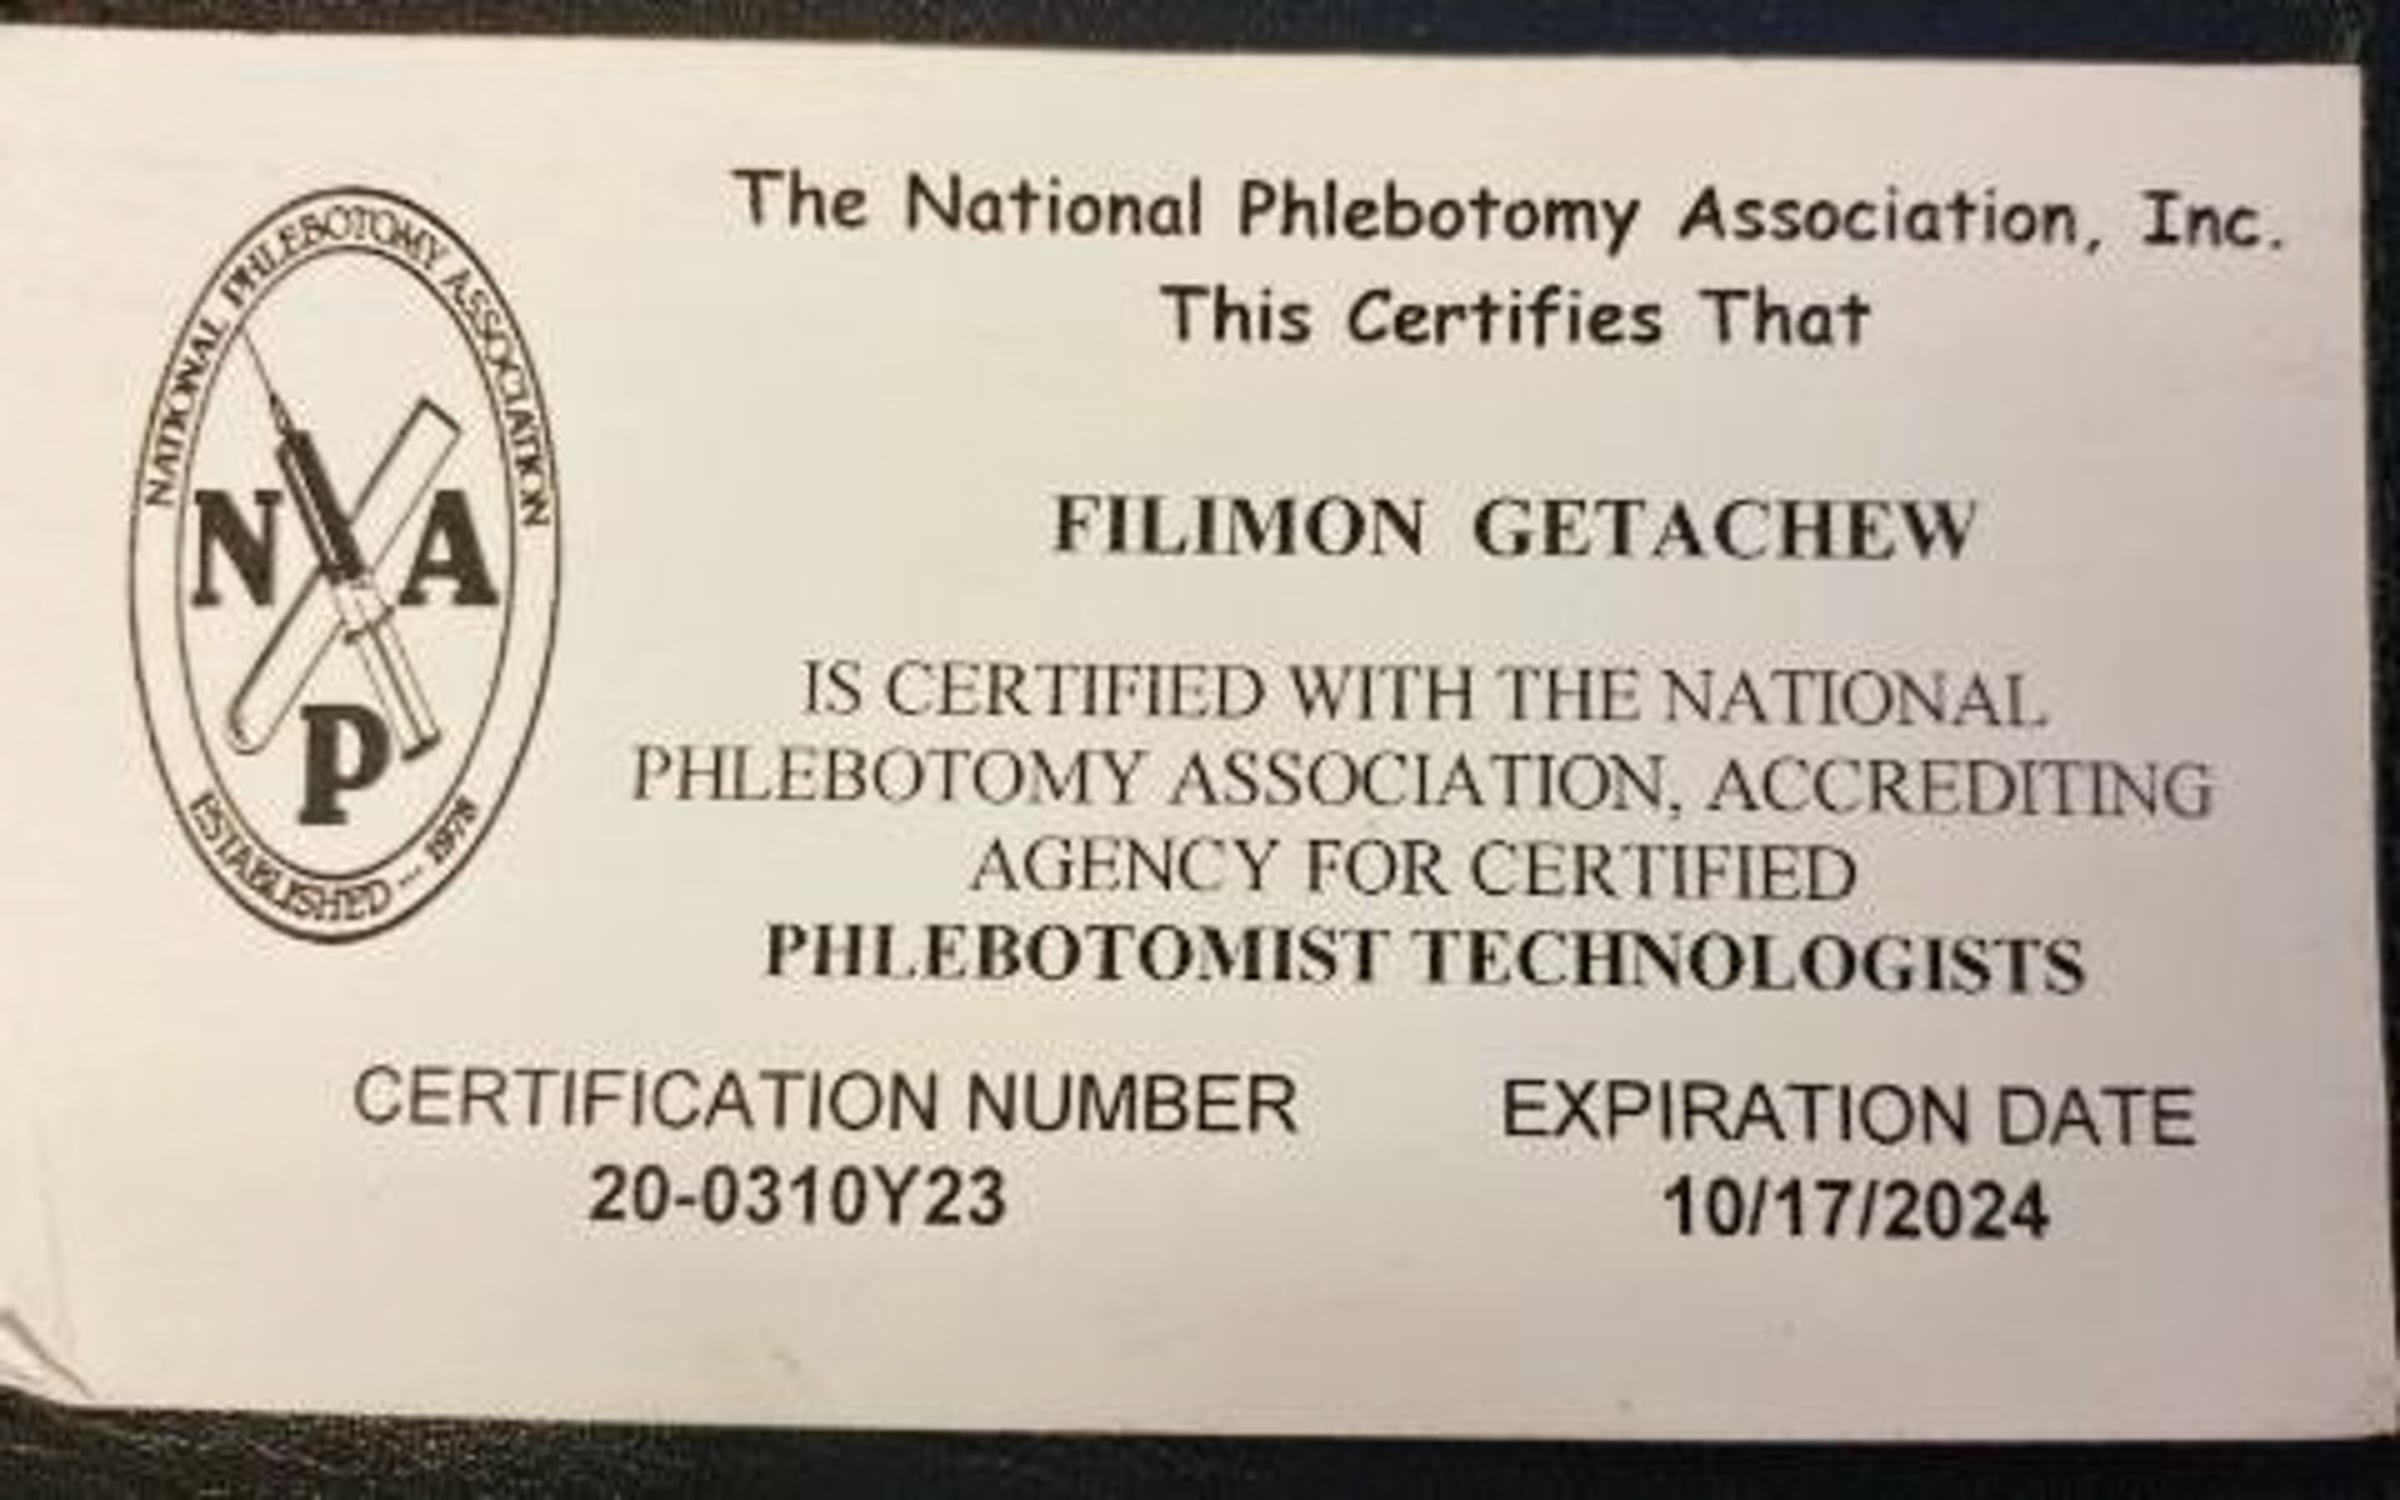 The National Phlebotomy Association, Inc.
This Certifies That
NATIONAL PHLEBOTOMY ASSOCIATION
N A
P
ESTABLISHED -- 1978
FILIMON GETACHEW
IS CERTIFIED WITH THE NATIONAL
PHLEBOTOMY ASSOCIATION, ACCREDITING
AGENCY FOR CERTIFIED
PHLEBOTOMIST TECHNOLOGISTS
CERTIFICATION NUMBER
20-0310Y23
EXPIRATION DATE
10/17/2024